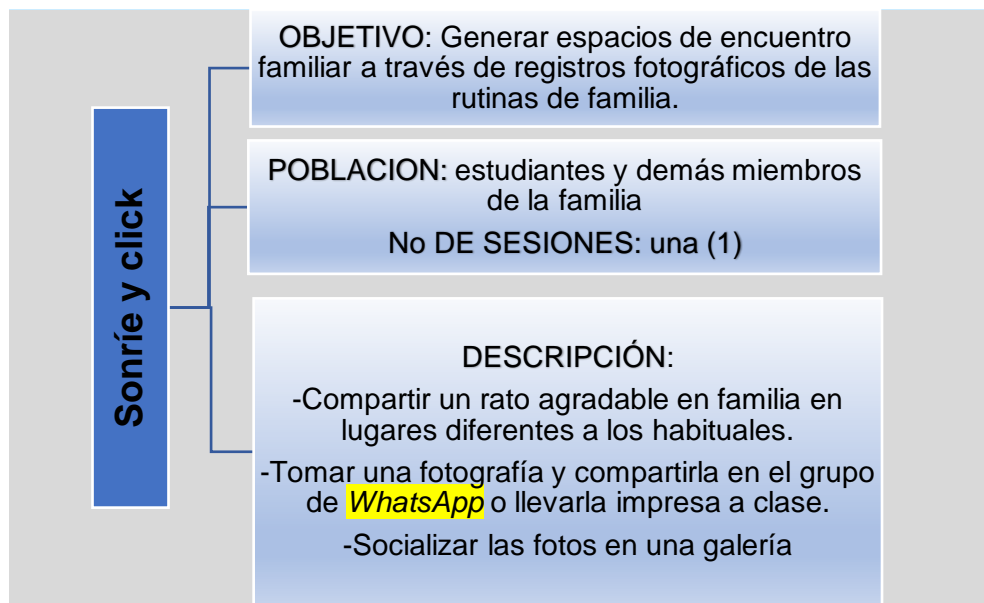 Sonríe y click
OBJETIVO: Generar espacios de encuentro
familiar a través de registros fotográficos de las
rutinas de familia.
POBLACION: estudiantes y demás miembros
de la familia
No DE SESIONES: una (1)
DESCRIPCIÓN:
-Compartir un rato agradable en familia en
lugares diferentes a los habituales.
-Tomar una fotografía y compartirla en el grupo
de WhatsApp o llevarla impresa a clase.
-Socializar las fotos en una galería